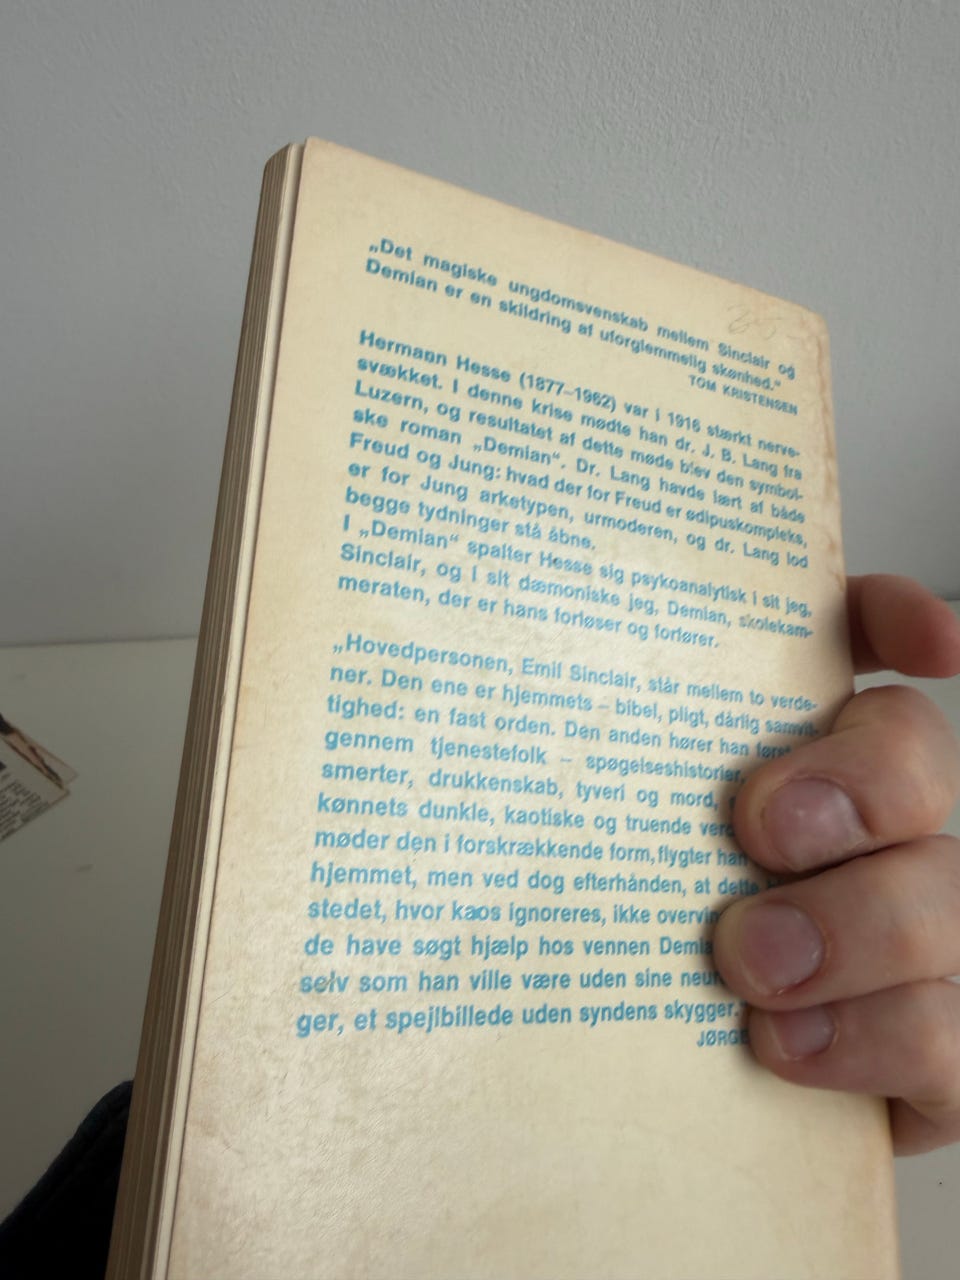 „Det magiske ungdomsvenskab mellem Sinclair og
Demian er en skildring af uforglemmelig skønhed.“
TOM KRISTENSEN
Hermann Hesse (1877–1962) var i 1916 stærkt nerve-
svækket. I denne krise mødte han dr. J. B. Lang fra
Luzern, og resultatet af dette møde blev den symbol-
ske roman „Demian“. Dr. Lang havde lært af både
Freud og Jung: hvad der for Freud er ødipuskompleks,
er for Jung arketypen, urmoderen, og dr. Lang lod
begge tydninger stå åbne.
I „Demian“ spalter Hesse sig psykoanalytisk i sit jeg,
Sinclair, og i sit dæmoniske jeg, Demian, skolekam-
meraten, der er hans forløser og forfører.
„Hovedpersonen, Emil Sinclair, står mellem to verde-
ner. Den ene er hjemmets – bibel, pligt, dårlig samvit-
tighed: en fast orden. Den anden hører han først
gennem tjenestefolk – spøgelseshistorier,
smerter, drukkenskab, tyveri og mord,
kønnets dunkle, kaotiske og truende
møder den i forskrækkende form, flygter han
hjemmet, men ved dog efterhånden, at dette
stedet, hvor kaos ignoreres, ikke
de have søgt hjælp hos vennen
selv som han ville være uden sine
ger, et spejlbillede uden syndens skygger.